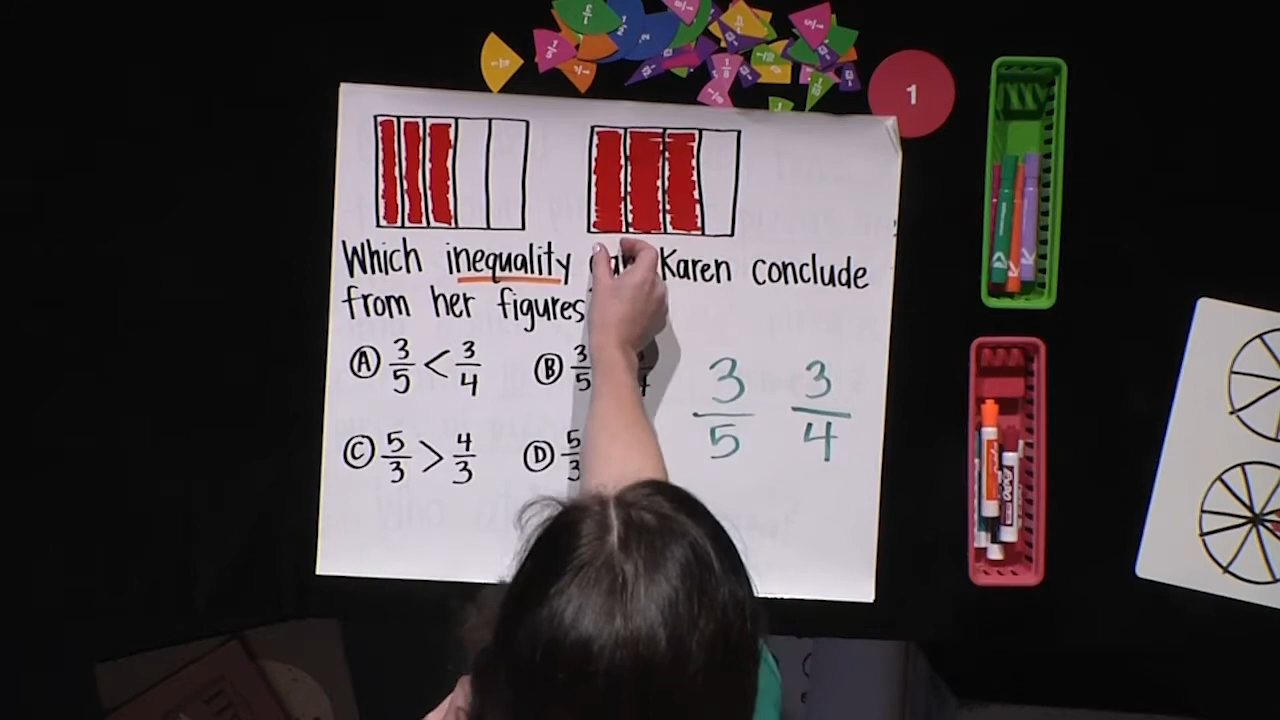 1
Which inequality Karen conclude
from her figures
A 3/5 < 3/4 B 3/5
C 5/3 > 4/3 D 5/3
3/5 3/4